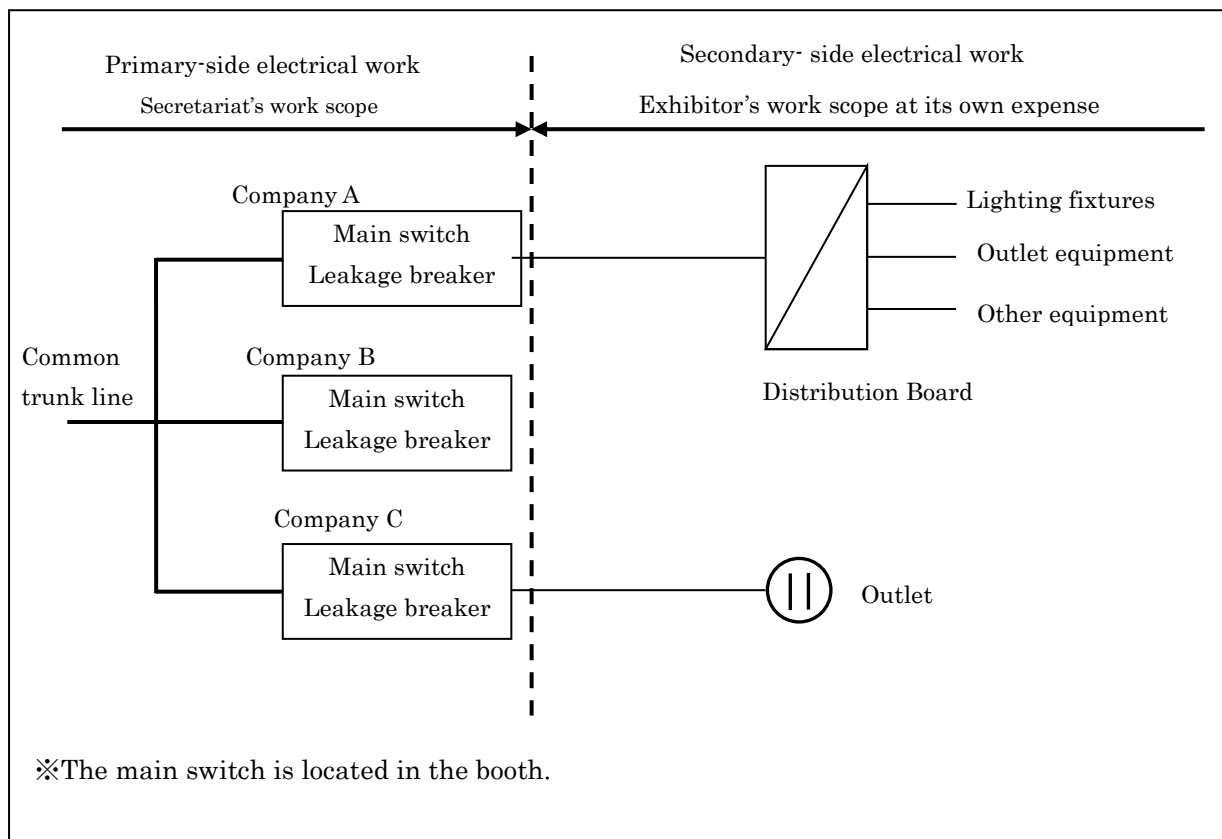 Primary-side electrical work
Secretariat's work scope
Secondary- side electrical work
Exhibitor's work scope at its own expense
Company A
Main switch
Leakage breaker
Lighting fixtures
Outlet equipment
Other equipment
Distribution Board
Common
trunk line
Company B
Main switch
Leakage breaker
Company C
Main switch
Leakage breaker
Outlet
※The main switch is located in the booth.